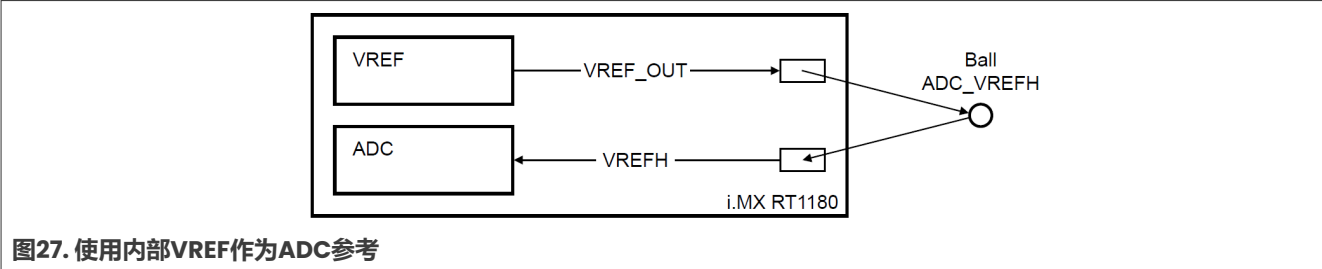 VREF
VREF_OUT
Ball
ADC_VREFH
ADC
VREFH
i.MX RT1180
图27. 使用内部VREF作为ADC参考